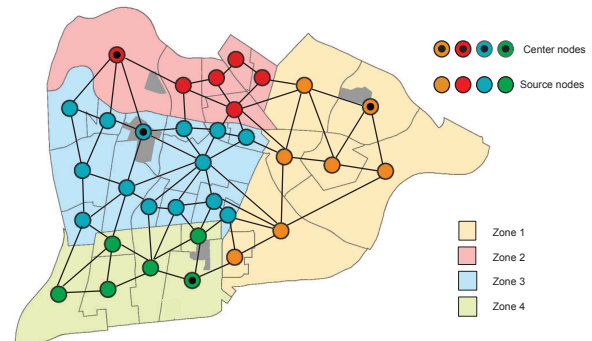 Center nodes
Source nodes
Zone 1
Zone 2
Zone 3
Zone 4